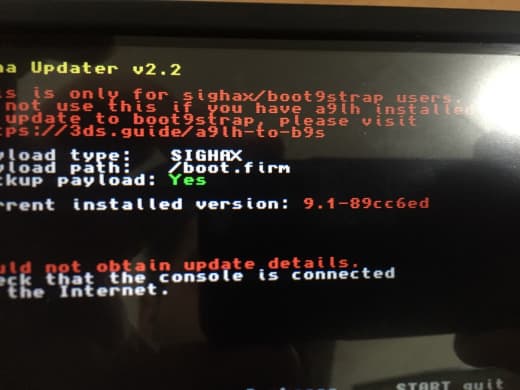 a Updater v2.2
s is only for sighax/boot9strap users.
not use this if you have a9lh installed
update to boot9strap, please visit
ps://3ds.guide/a9lh-to-b9s
yload type: SIGHAX
yload path: /boot.firm
ckup payload: Yes
rrent installed version: 9.1-89cc6ed
uld not obtain update details.
eck that the console is connected
the Internet.
START quit